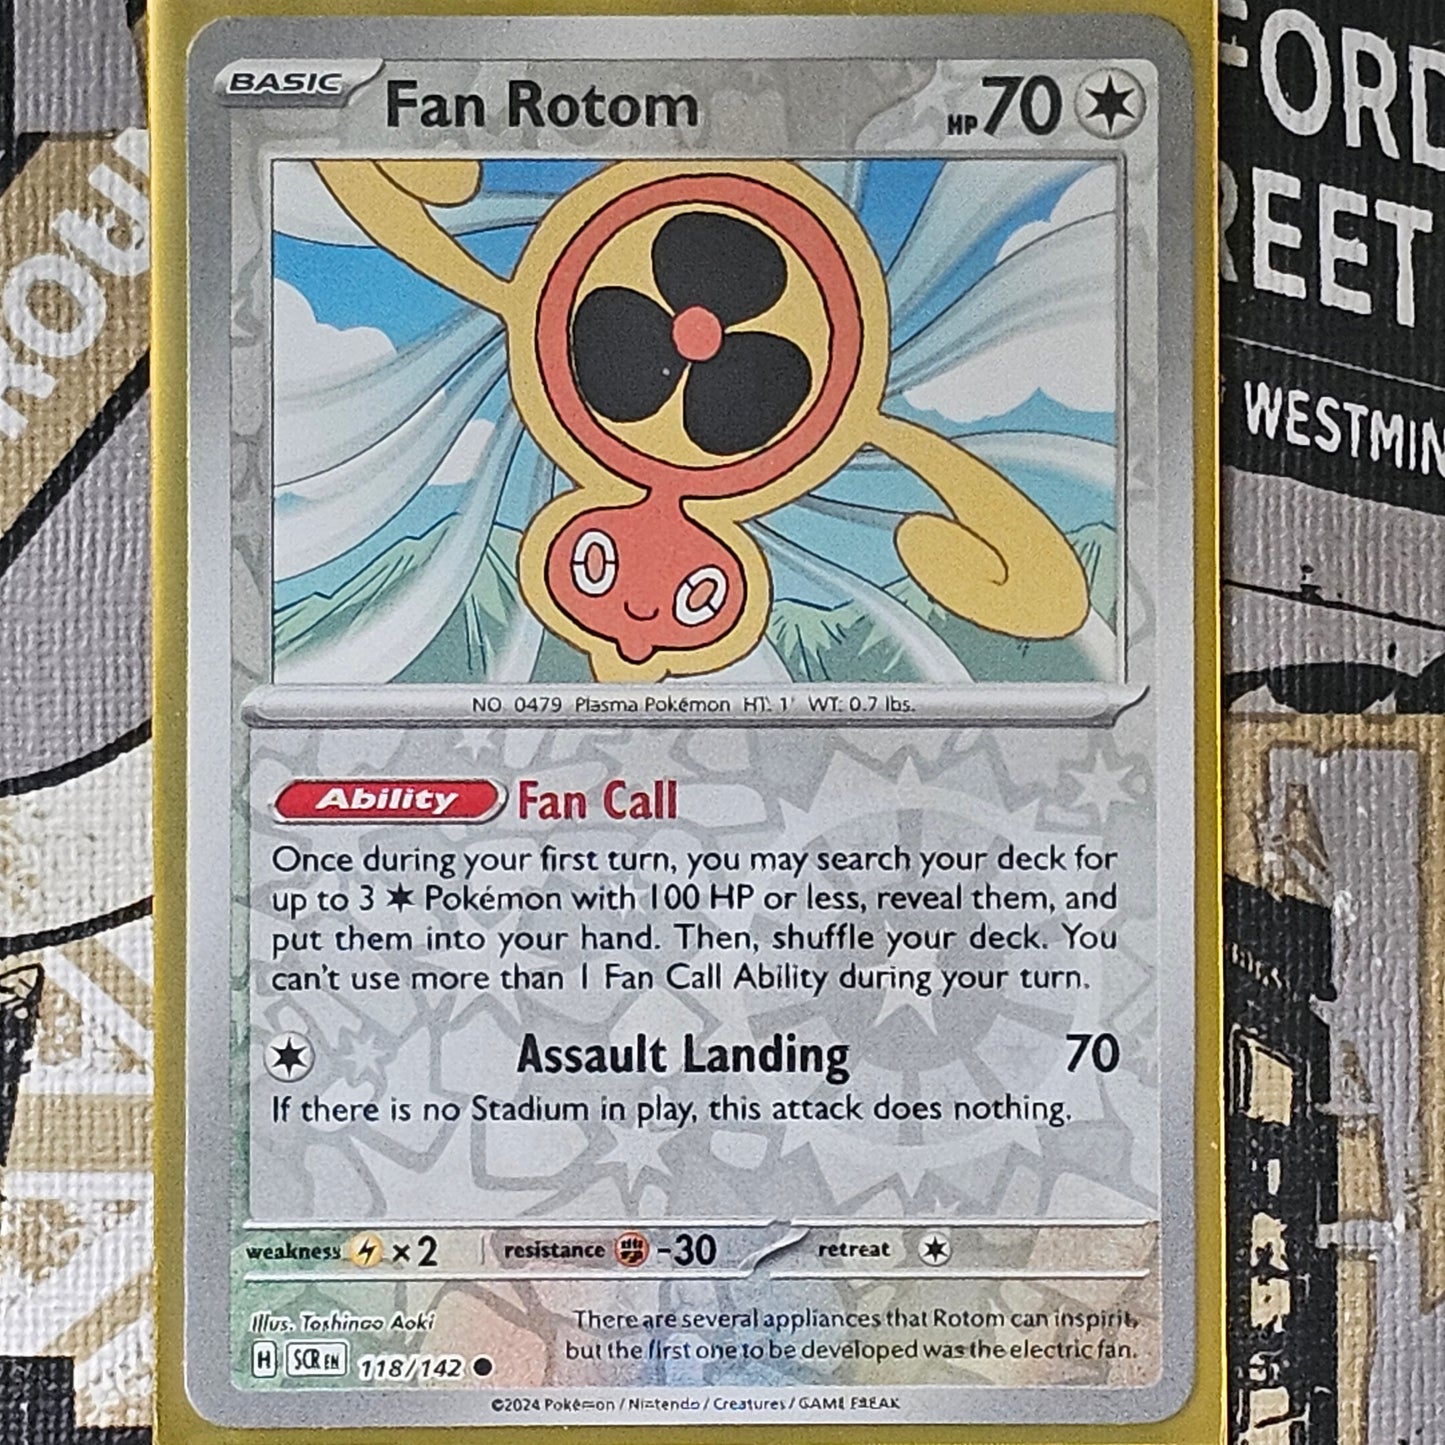 BASIC Fan Rotom HP 70
NO. 0479 Plasma Pokémon HT: 1' WT: 0.7 lbs.
Ability Fan Call
Once during your first turn, you may search your deck for
up to 3 Pokémon with 100 HP or less, reveal them, and
put them into your hand. Then, shuffle your deck. You
can't use more than 1 Fan Call Ability during your turn.
Assault Landing 70
If there is no Stadium in play, this attack does nothing.
weakness ×2 resistance -30 retreat
Illus. Toshinao Aoki
There are several appliances that Rotom can inspirit,
but the first one to be developed was the electric fan.
H SCR EN 118/142
©2024 Pokémon / Nintendo / Creatures / GAME FREAK
FORD
REET
WESTMIN